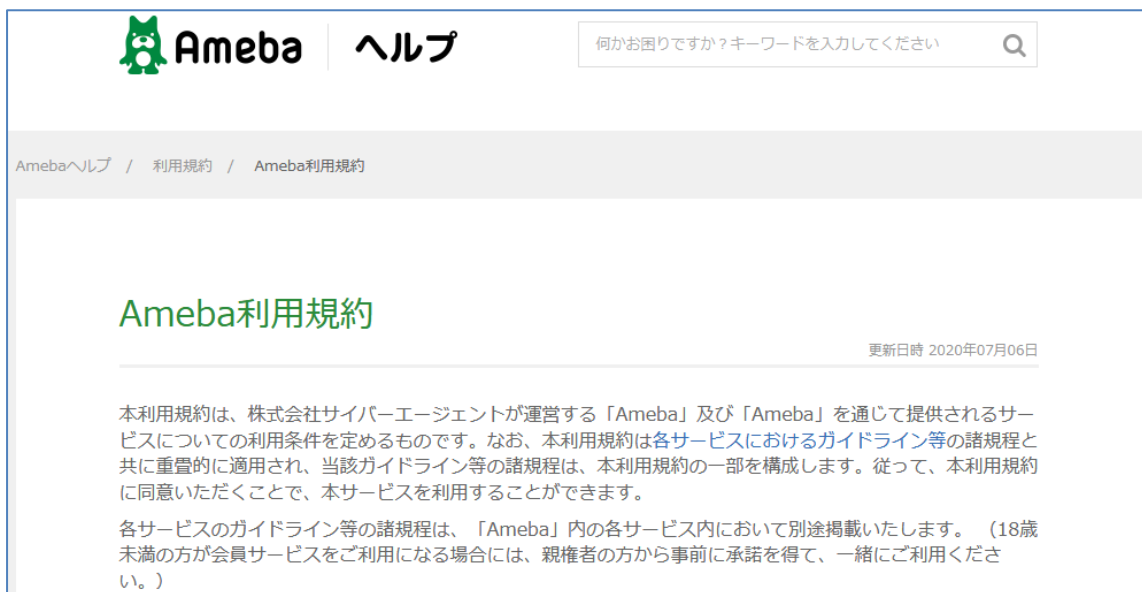 Ameba ヘルプ
何かお困りですか？キーワードを入力してください
Amebaヘルプ / 利用規約 / Ameba利用規約
Ameba利用規約
更新日時 2020年07月06日
本利用規約は、株式会社サイバーエージェントが運営する「Ameba」及び「Ameba」を通じて提供されるサー
ビスについての利用条件を定めるものです。なお、本利用規約は各サービスにおけるガイドライン等の諸規程と
共に重畳的に適用され、当該ガイドライン等の諸規程は、本利用規約の一部を構成します。従って、本利用規約
に同意いただくことで、本サービスを利用することができます。
各サービスのガイドライン等の諸規程は、「Ameba」内の各サービス内において別途掲載いたします。 （18歳
未満の方が会員サービスをご利用になる場合には、親権者の方から事前に承諾を得て、一緒にご利用くださ
い。）